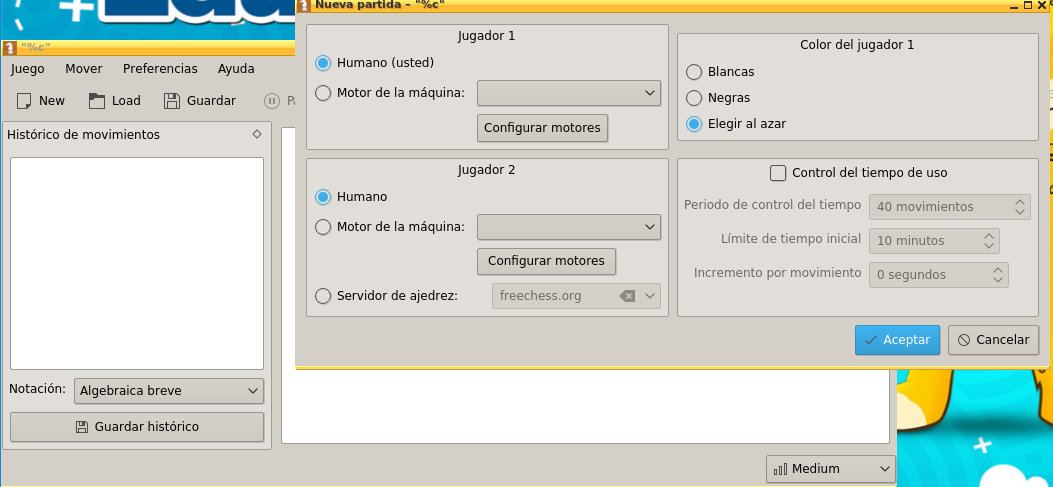 Nueva partida – "%c"
"%c"
Juego Mover Preferencias Ayuda
New Load Guardar
Histórico de movimientos
Notación: Algebraica breve
Guardar histórico
Jugador 1
Humano (usted)
Motor de la máquina:
Configurar motores
Jugador 2
Humano
Motor de la máquina:
Configurar motores
Servidor de ajedrez: freechess.org
Color del jugador 1
Blancas
Negras
Elegir al azar
Control del tiempo de uso
Periodo de control del tiempo 40 movimientos
Límite de tiempo inicial 10 minutos
Incremento por movimiento 0 segundos
Aceptar Cancelar
Medium